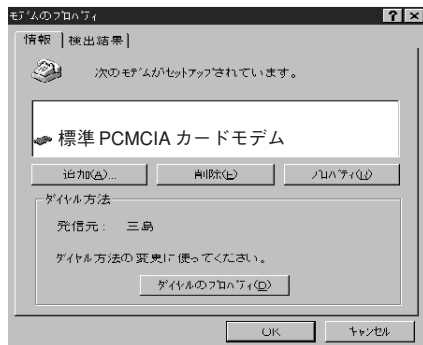 ﾓﾃﾞﾑのﾌﾟﾛﾊﾟﾃｨ
情報 検出結果
次のﾓﾃﾞﾑがｾｯﾄｱｯﾌﾟされています。
標準 PCMCIA カードモデム
追加(A)... 削除(E) ﾌﾟﾛﾊﾟﾃｨ(U)
ﾀﾞｲﾔﾙ方法
発信元： 三島
ﾀﾞｲﾔﾙ方法の変更に使ってください。
ﾀﾞｲﾔﾙのﾌﾟﾛﾊﾟﾃｨ(D)
OK ｷｬﾝｾﾙ